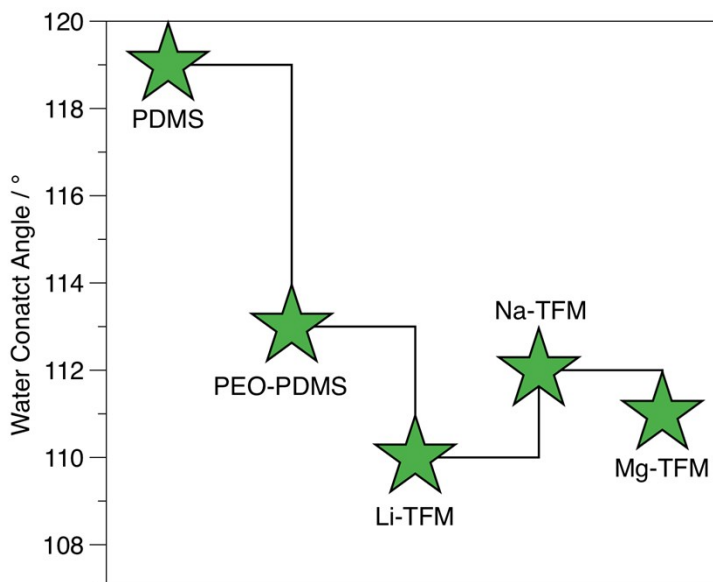 120
118
116
114
112
110
108
Water Conatct Angle / °
PDMS
PEO-PDMS
Li-TFM
Na-TFM
Mg-TFM